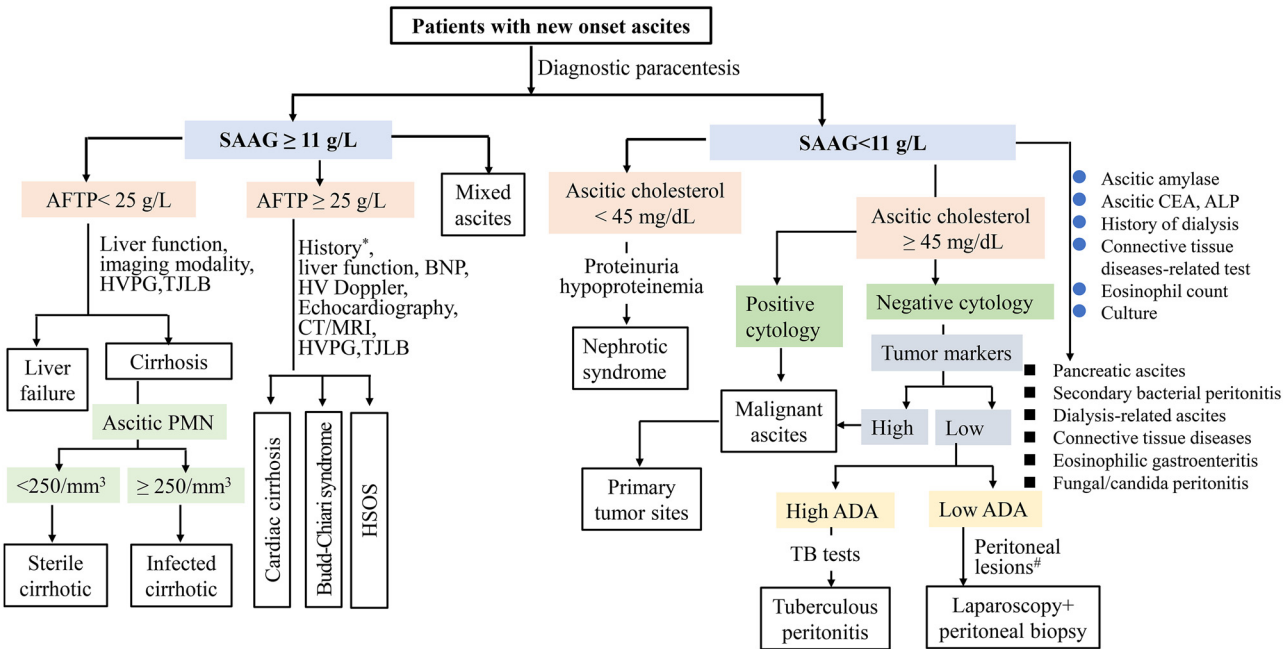 Patients with new onset ascites
Diagnostic paracentesis
SAAG ≥ 11 g/L
AFTP< 25 g/L
Liver function,
imaging modality,
HVPG,TJLB
Liver
failure
Cirrhosis
Ascitic PMN
<250/mm³
≥ 250/mm³
Sterile
cirrhotic
Infected
cirrhotic
AFTP ≥ 25 g/L
History*,
liver function, BNP,
HV Doppler,
Echocardiography,
CT/MRI,
HVPG,TJLB
Cardiac cirrhosis
Budd-Chiari syndrome
HSOS
Mixed
ascites
SAAG<11 g/L
Ascitic cholesterol
< 45 mg/dL
Proteinuria
hypoproteinemia
Nephrotic
syndrome
Ascitic cholesterol
≥ 45 mg/dL
Positive
cytology
Negative cytology
Tumor markers
High
Low
Malignant
ascites
Primary
tumor sites
High ADA
TB tests
Tuberculous
peritonitis
Low ADA
Peritoneal
lesions#
Laparoscopy+
peritoneal biopsy
Ascitic amylase
Ascitic CEA, ALP
History of dialysis
Connective tissue
diseases-related test
Eosinophil count
Culture
Pancreatic ascites
Secondary bacterial peritonitis
Dialysis-related ascites
Connective tissue diseases
Eosinophilic gastroenteritis
Fungal/candida peritonitis